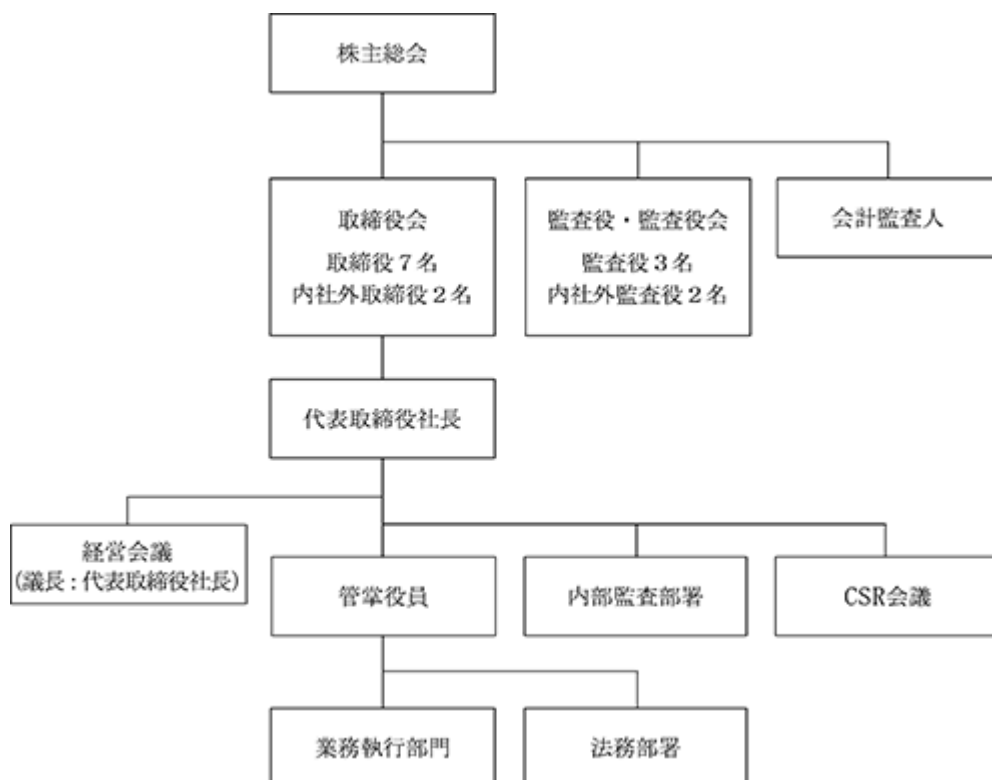 株主総会
取締役会
取締役７名
内社外取締役２名
監査役・監査役会
監査役３名
内社外監査役２名
会計監査人
代表取締役社長
経営会議
(議長：代表取締役社長)
管掌役員
内部監査部署
CSR会議
業務執行部門
法務部署